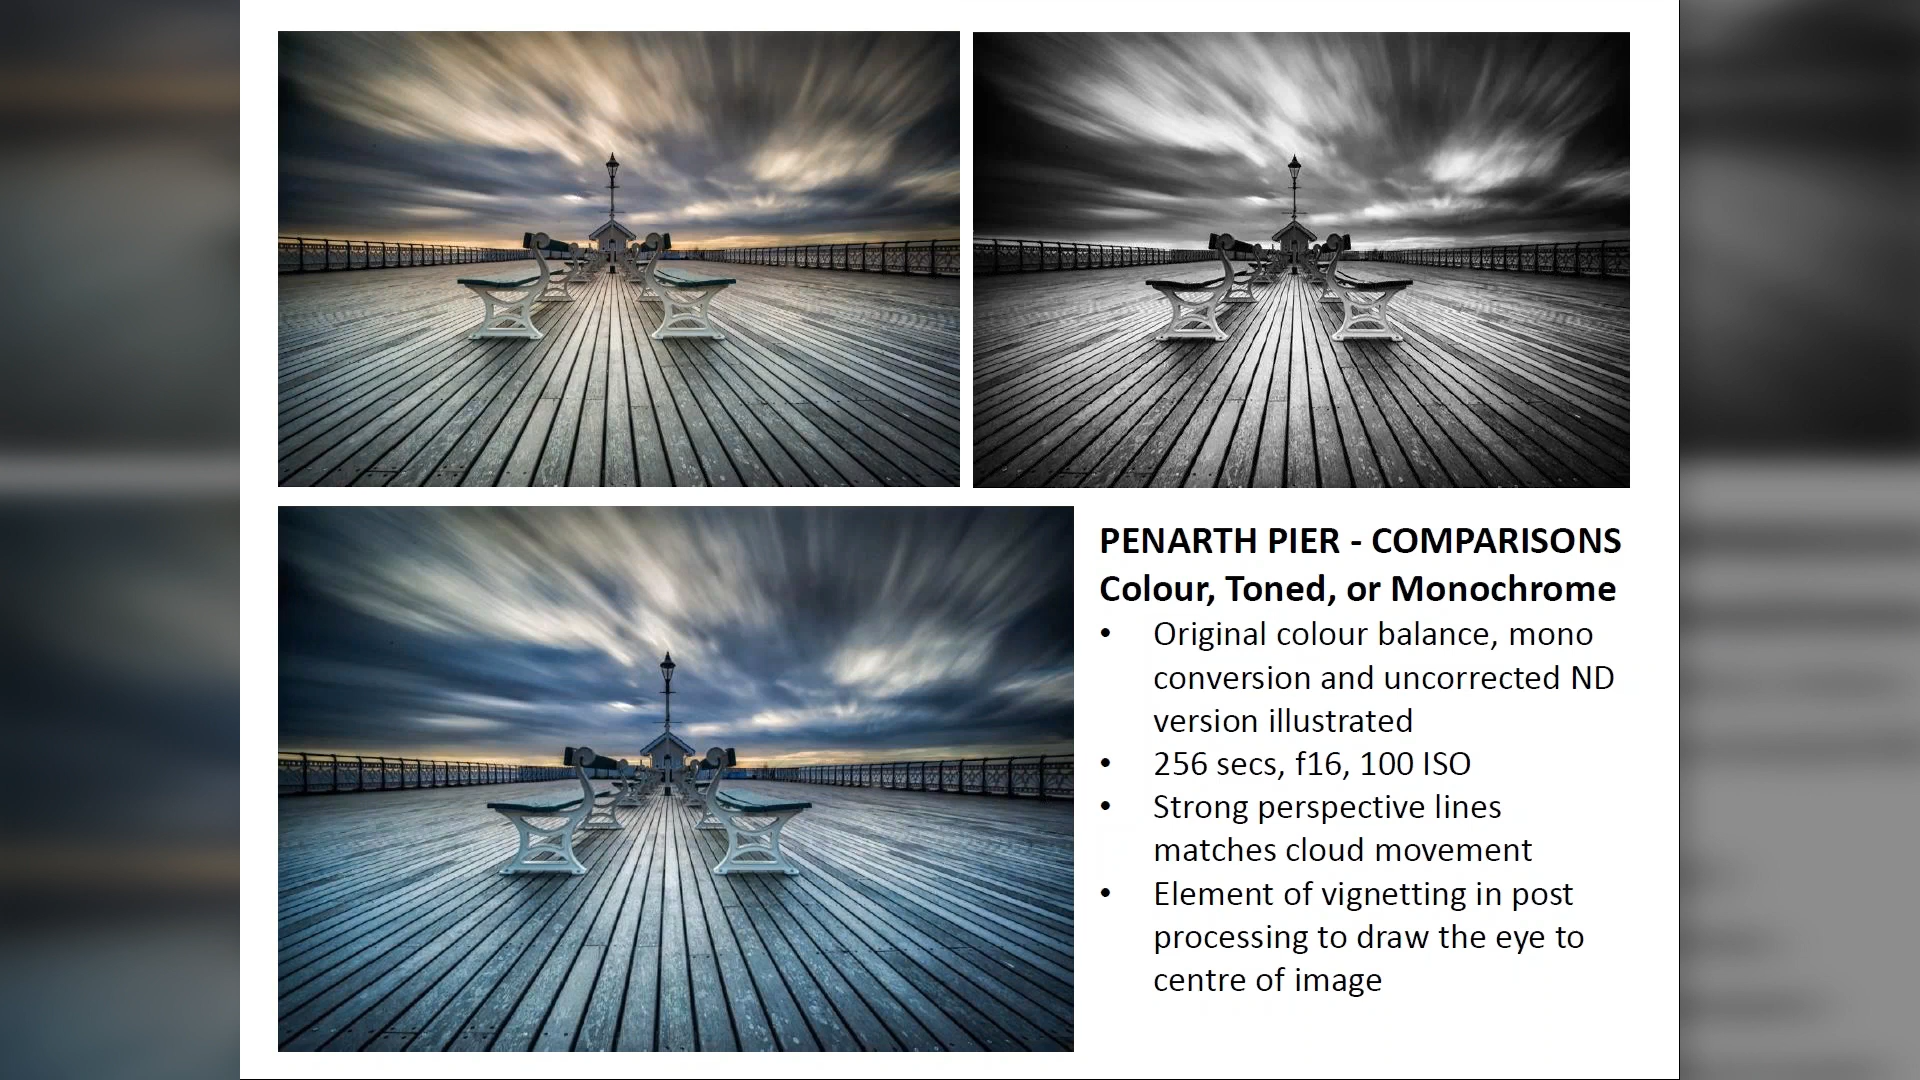 PENARTH PIER - COMPARISONS
Colour, Toned, or Monochrome
• Original colour balance, mono
conversion and uncorrected ND
version illustrated
• 256 secs, f16, 100 ISO
• Strong perspective lines
matches cloud movement
• Element of vignetting in post
processing to draw the eye to
centre of image